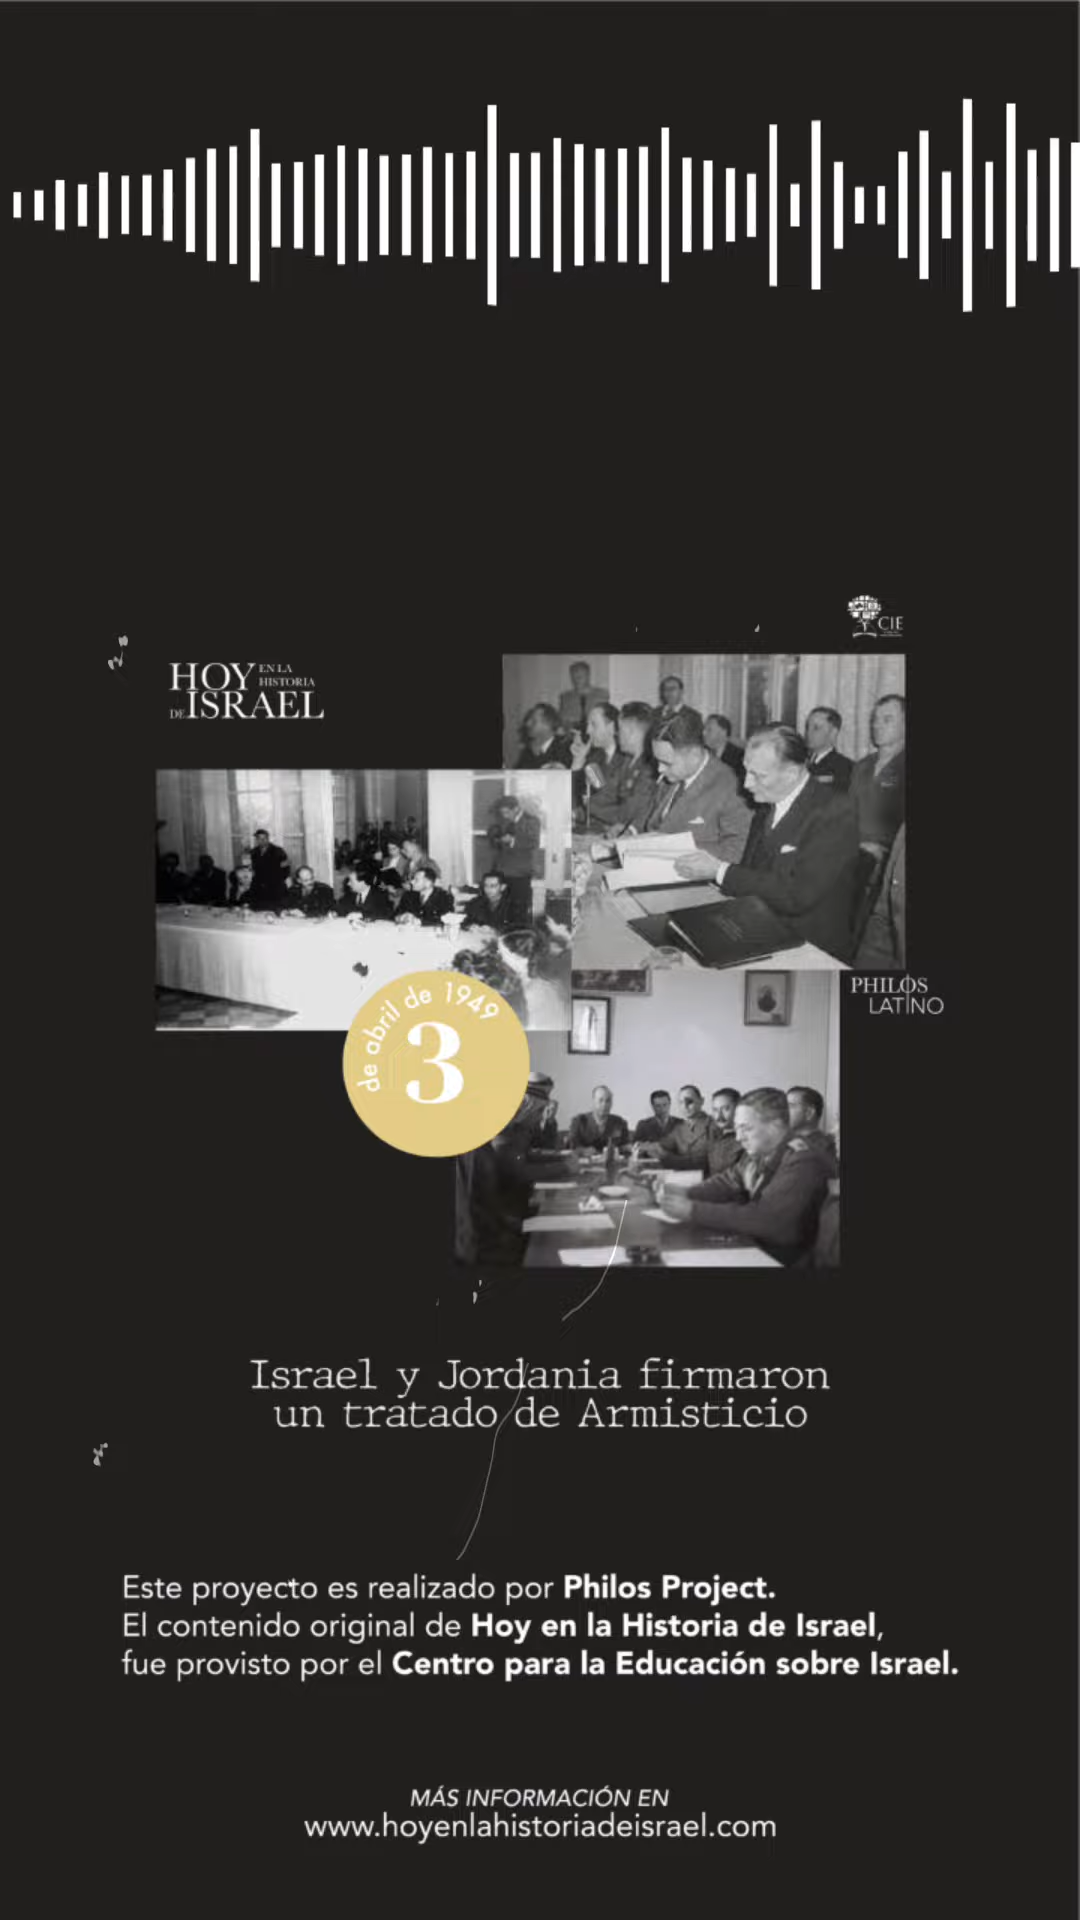 CIE
HOY EN LA
HISTORIA
DE ISRAEL
PHILOS
LATINO
3
de abril de 1949
Israel y Jordania firmaron
un tratado de Armisticio
Este proyecto es realizado por Philos Project.
El contenido original de Hoy en la Historia de Israel,
fue provisto por el Centro para la Educación sobre Israel.
MÁS INFORMACIÓN EN
www.hoyenlahistoriadeisrael.com